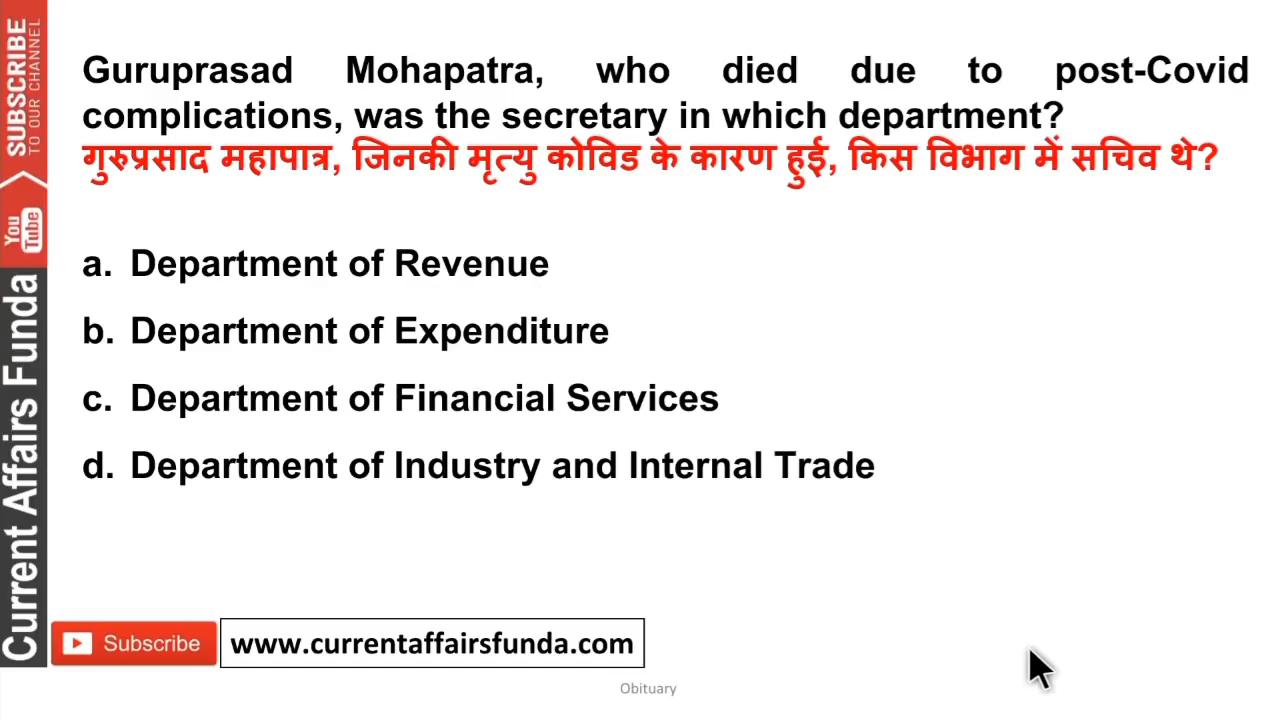 Guruprasad Mohapatra, who died due to post-Covid
complications, was the secretary in which department?
गुरुप्रसाद महापात्र, जिनकी मृत्यु कोविड के कारण हुई, किस विभाग में सचिव थे?
a. Department of Revenue
b. Department of Expenditure
c. Department of Financial Services
d. Department of Industry and Internal Trade
SUBSCRIBE
TO OUR CHANNEL
You
Tube
Current Affairs Funda
Subscribe
www.currentaffairsfunda.com
Obituary